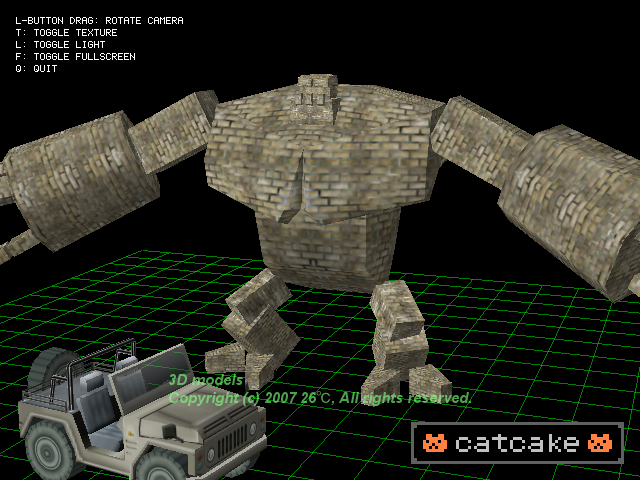 L-BUTTON DRAG: ROTATE CAMERA
T: TOGGLE TEXTURE
L: TOGGLE LIGHT
F: TOGGLE FULLSCREEN
Q: QUIT
3D models
Copyright (c) 2007 26℃, All rights reserved.
catcake